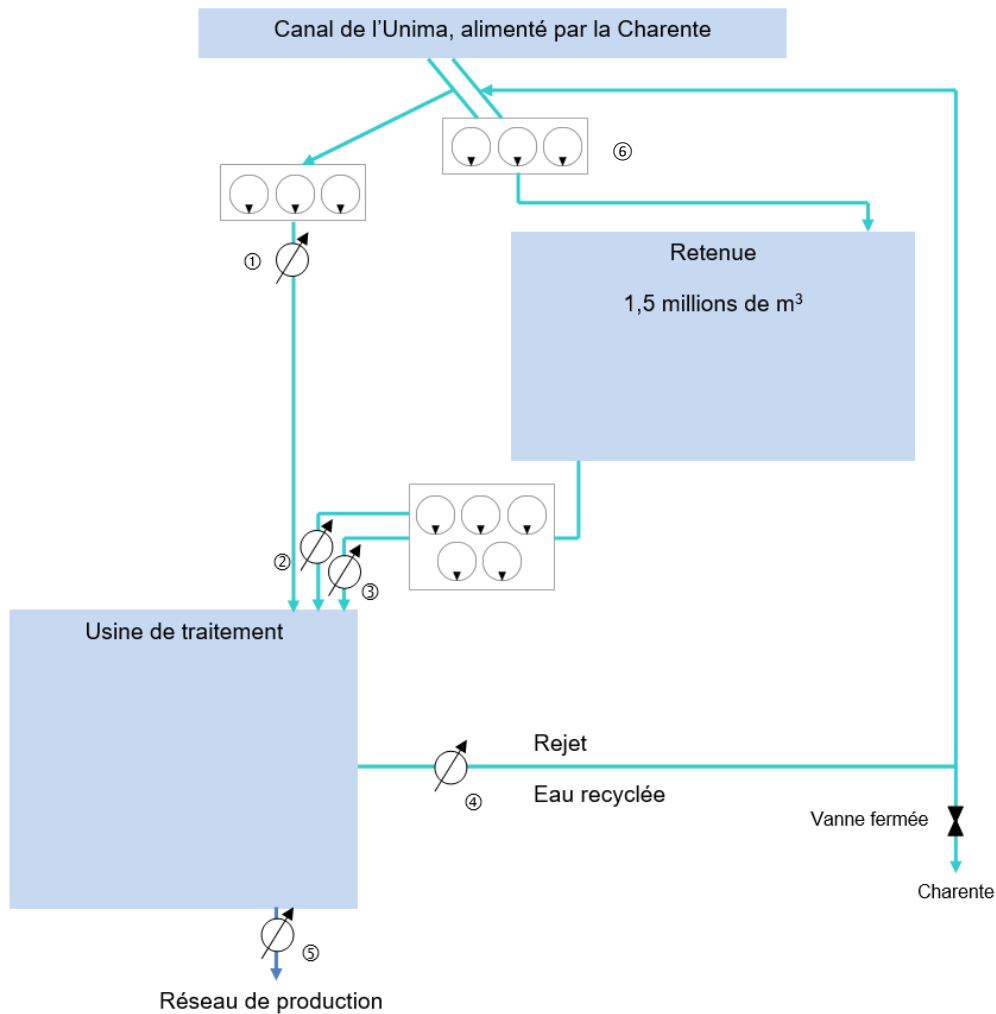 Canal de l’Unima, alimenté par la Charente
⑥
①
Retenue
1,5 millions de m³
②
③
Usine de traitement
Rejet
④
Eau recyclée
Vanne fermée
Charente
⑤
Réseau de production